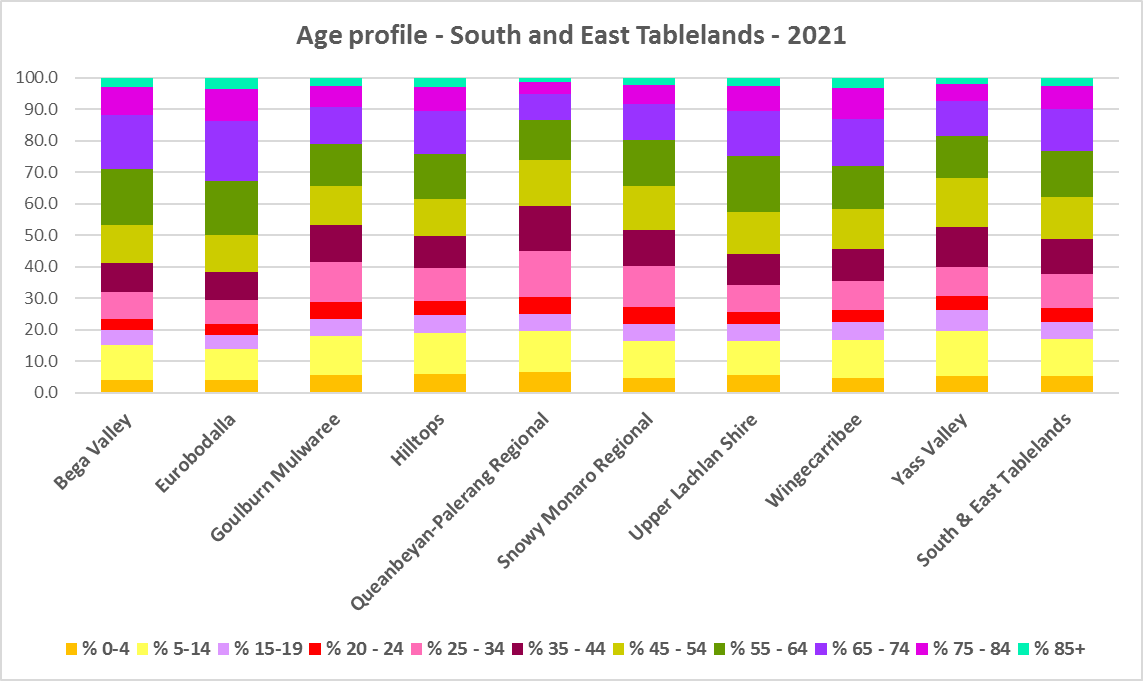 Age profile - South and East Tablelands - 2021
100.0
90.0
80.0
70.0
60.0
50.0
40.0
30.0
20.0
10.0
0.0
Bega Valley
Eurobodalla
Goulburn Mulwaree
Hilltops
Queanbeyan-Palerang Regional
Snowy Monaro Regional
Upper Lachlan Shire
Wingecarribee
Yass Valley
South & East Tablelands
% 0-4 % 5-14 % 15-19 % 20 - 24 % 25 - 34 % 35 - 44 % 45 - 54 % 55 - 64 % 65 - 74 % 75 - 84 % 85+